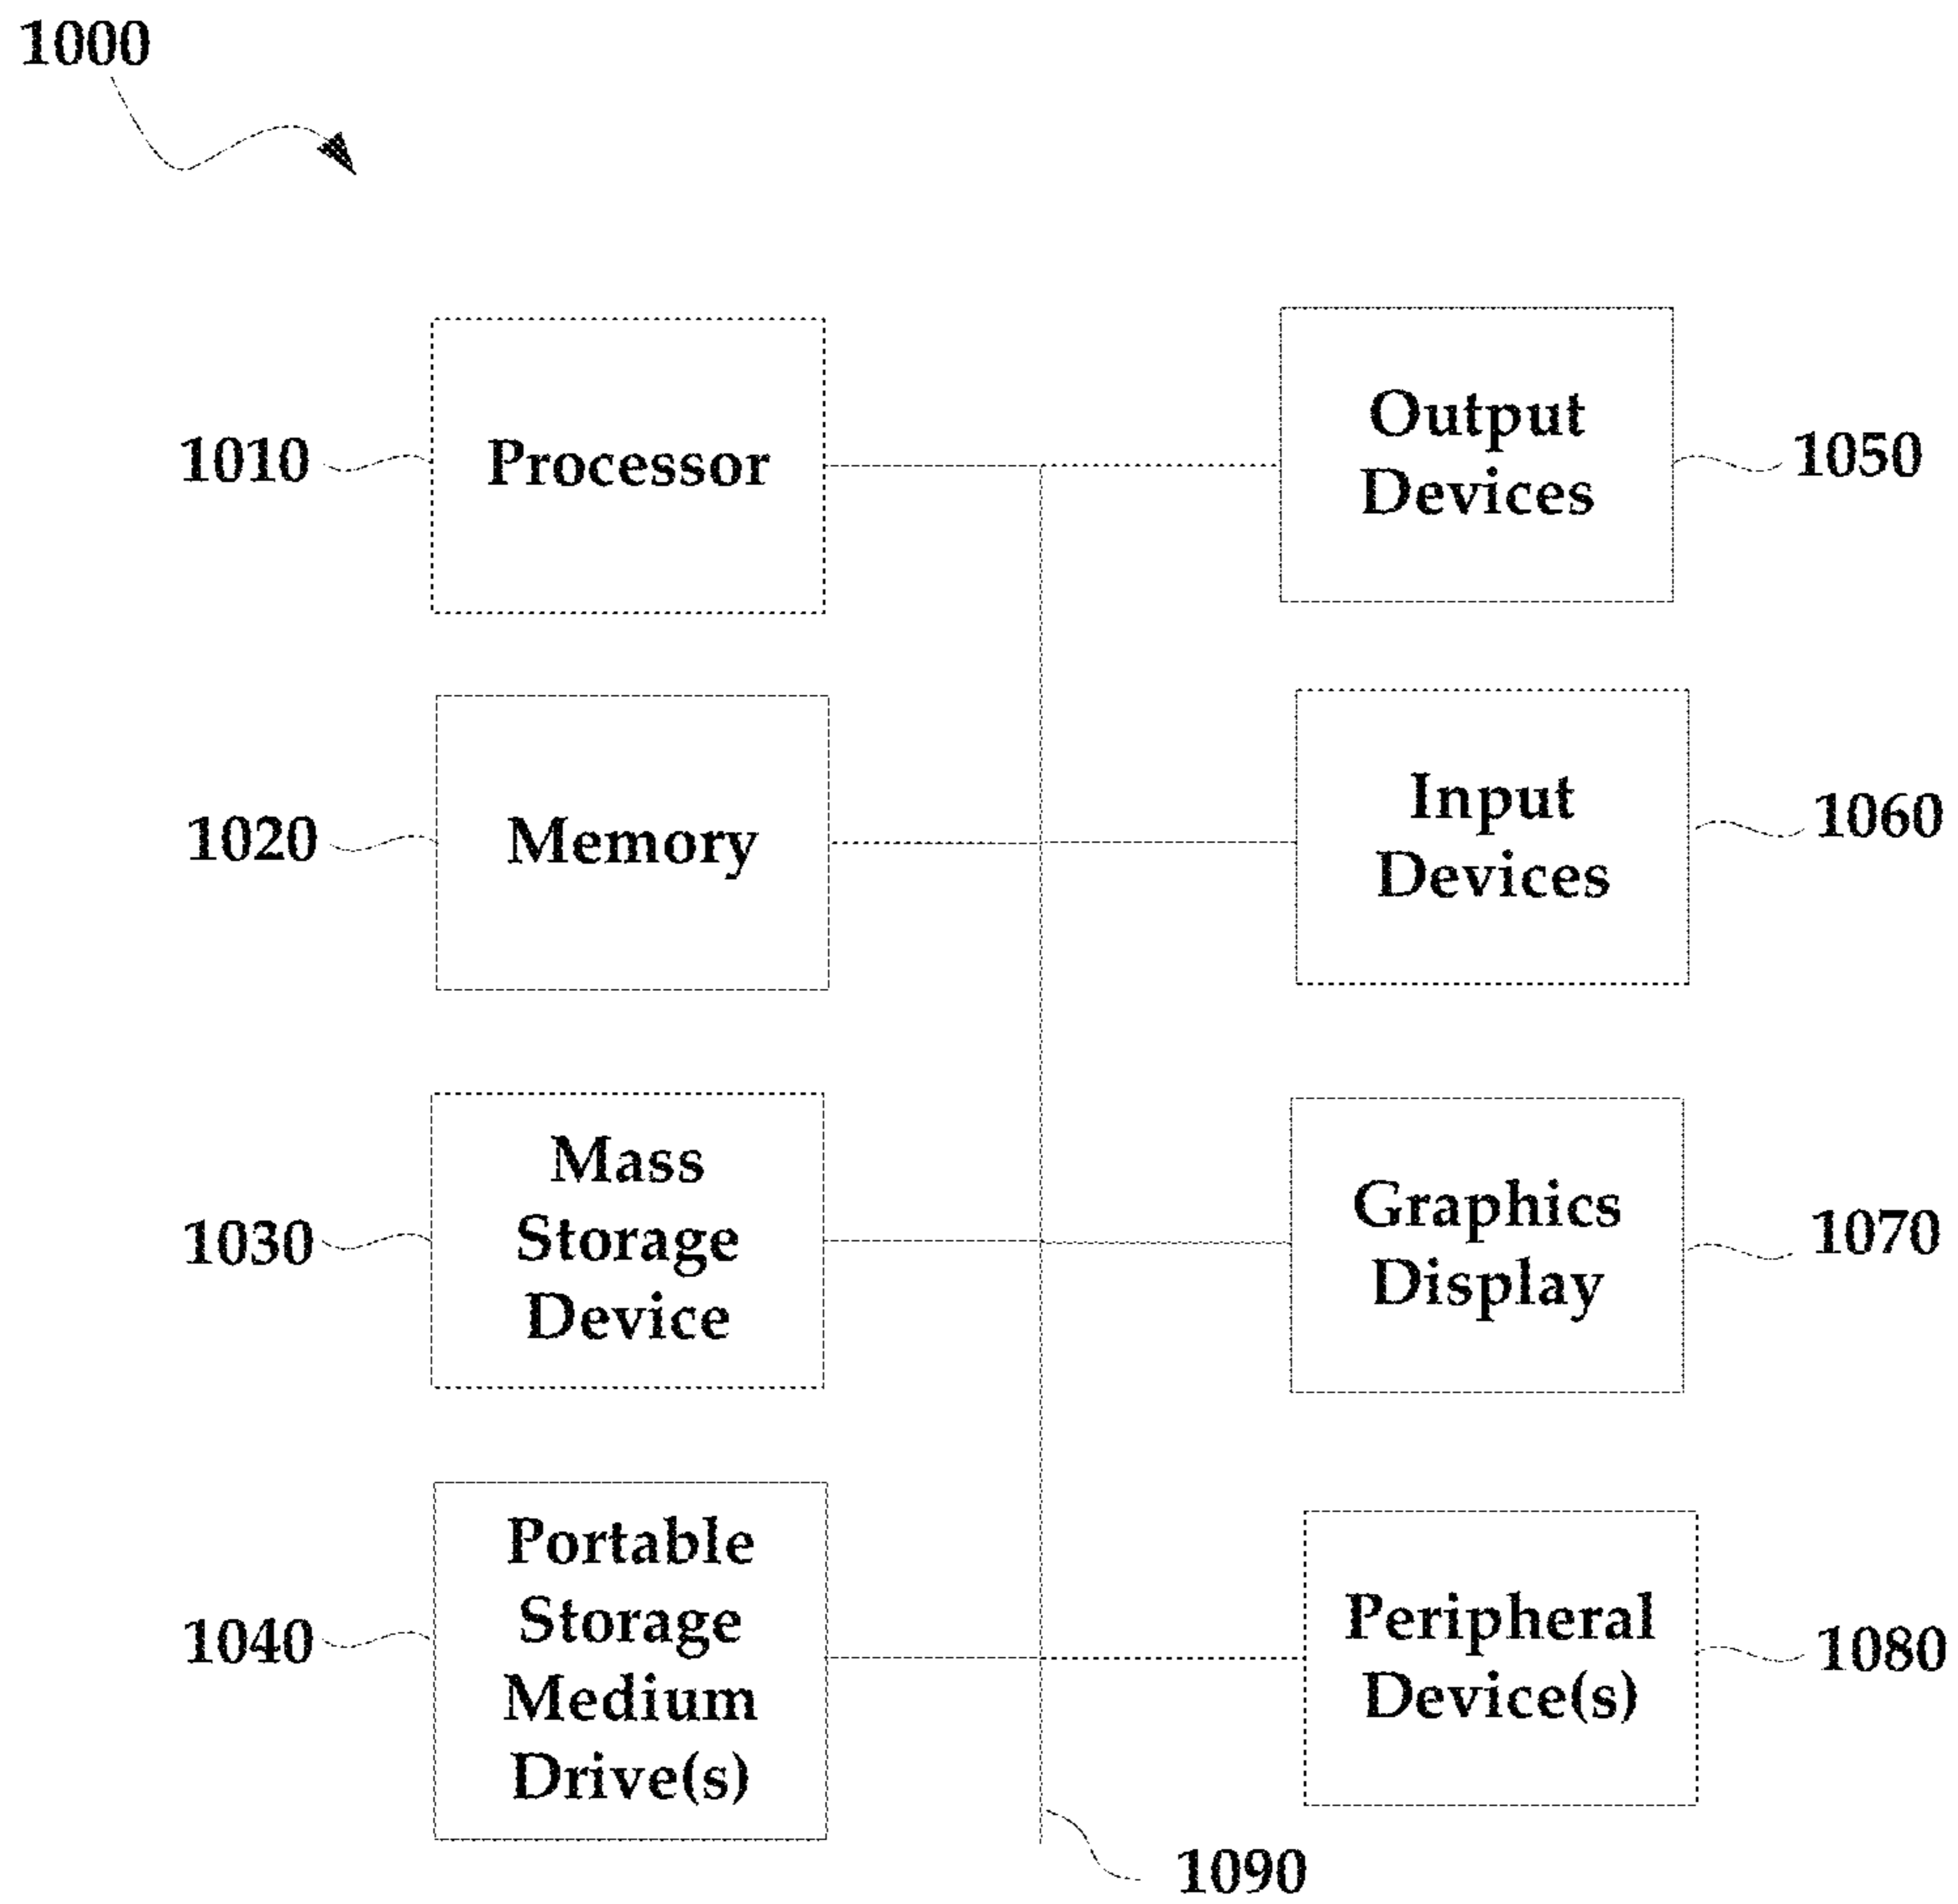 1000
1010
Processor
Output
Devices
1050
1020
Memory
Input
Devices
1060
1030
Mass
Storage
Device
Graphics
Display
1070
1040
Portable
Storage
Medium
Drive(s)
Peripheral
Device(s)
1080
1090